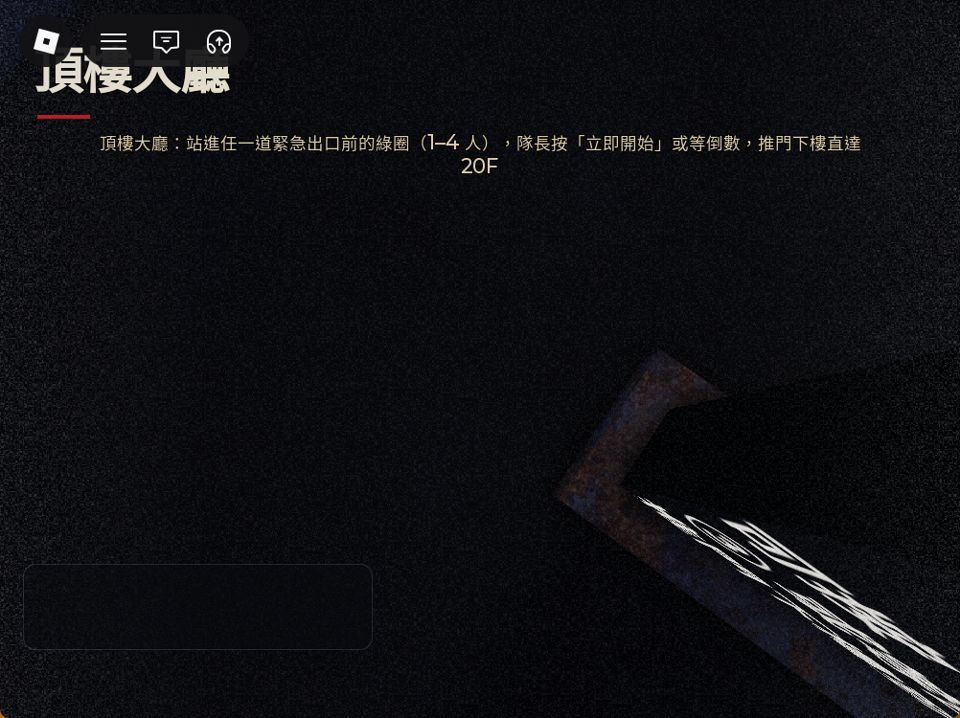 頂樓大廳
頂樓大廳：站進任一道緊急出口前的綠圈（1–4 人），隊長按「立即開始」或等倒數，推門下樓直達
20F